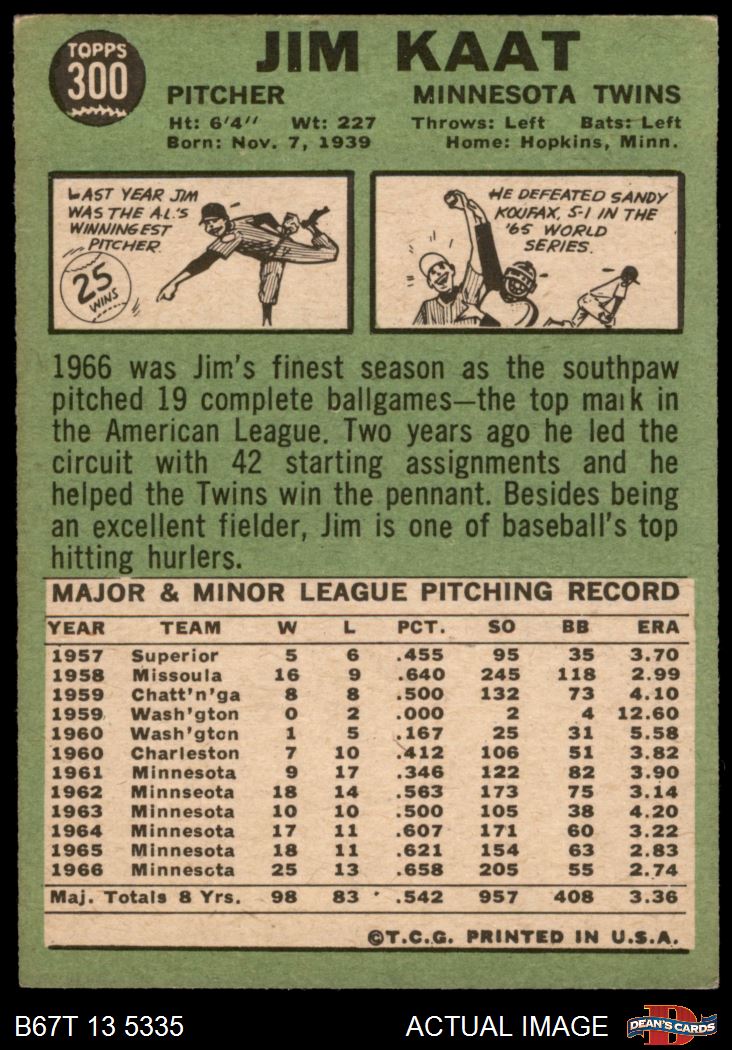 TOPPS
300
JIM KAAT
PITCHER MINNESOTA TWINS
Ht: 6'4" Wt: 227 Throws: Left Bats: Left
Born: Nov. 7, 1939 Home: Hopkins, Minn.
LAST YEAR JIM
WAS THE A.L.'S
WINNINGEST
PITCHER.
25
WINS
HE DEFEATED SANDY
KOUFAX, 5-1 IN THE
'65 WORLD
SERIES.
1966 was Jim's finest season as the southpaw
pitched 19 complete ballgames—the top mark in
the American League. Two years ago he led the
circuit with 42 starting assignments and he
helped the Twins win the pennant. Besides being
an excellent fielder, Jim is one of baseball's top
hitting hurlers.
MAJOR & MINOR LEAGUE PITCHING RECORD
YEAR TEAM W L PCT. SO BB ERA
1957 Superior 5 6 .455 95 35 3.70
1958 Missoula 16 9 .640 245 118 2.99
1959 Chatt'n'ga 8 8 .500 132 73 4.10
1959 Wash'gton 0 2 .000 2 4 12.60
1960 Wash'gton 1 5 .167 25 31 5.58
1960 Charleston 7 10 .412 106 51 3.82
1961 Minnesota 9 17 .346 122 82 3.90
1962 Minnseota 18 14 .563 173 75 3.14
1963 Minnesota 10 10 .500 105 38 4.20
1964 Minnesota 17 11 .607 171 60 3.22
1965 Minnesota 18 11 .621 154 63 2.83
1966 Minnesota 25 13 .658 205 55 2.74
Maj. Totals 8 Yrs. 98 83 .542 957 408 3.36
©T.C.G. PRINTED IN U.S.A.
B67T 13 5335 ACTUAL IMAGE
D
DEAN'S CARDS